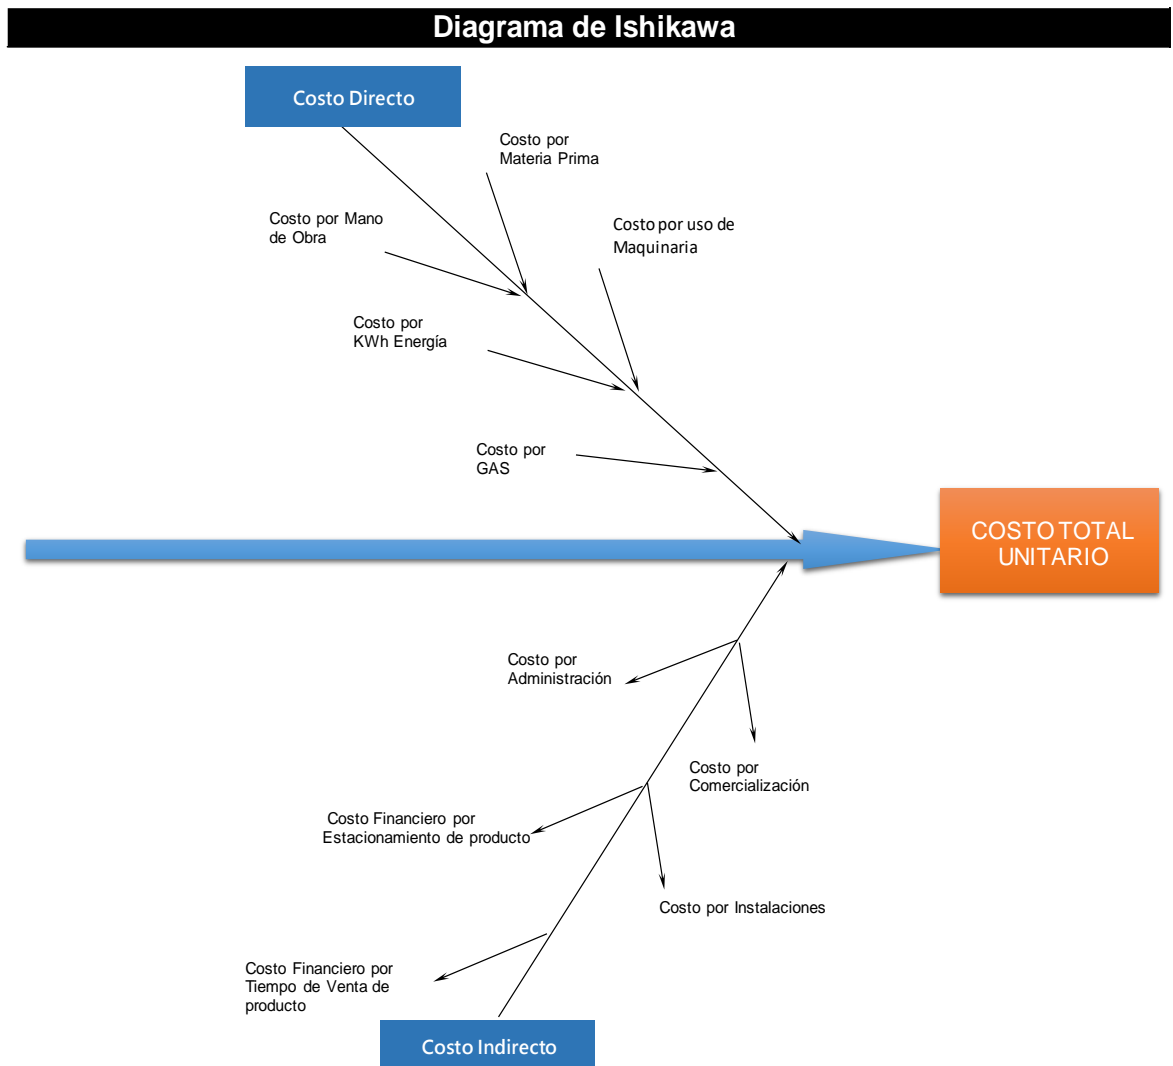 Diagrama de Ishikawa
Costo Directo
Costo por
Materia Prima
Costo por Mano
de Obra
Costo por uso de
Maquinaria
Costo por
KWh Energía
Costo por
GAS
COSTO TOTAL
UNITARIO
Costo por
Administración
Costo por
Comercialización
Costo Financiero por
Estacionamiento de producto
Costo por Instalaciones
Costo Financiero por
Tiempo de Venta de
producto
Costo Indirecto